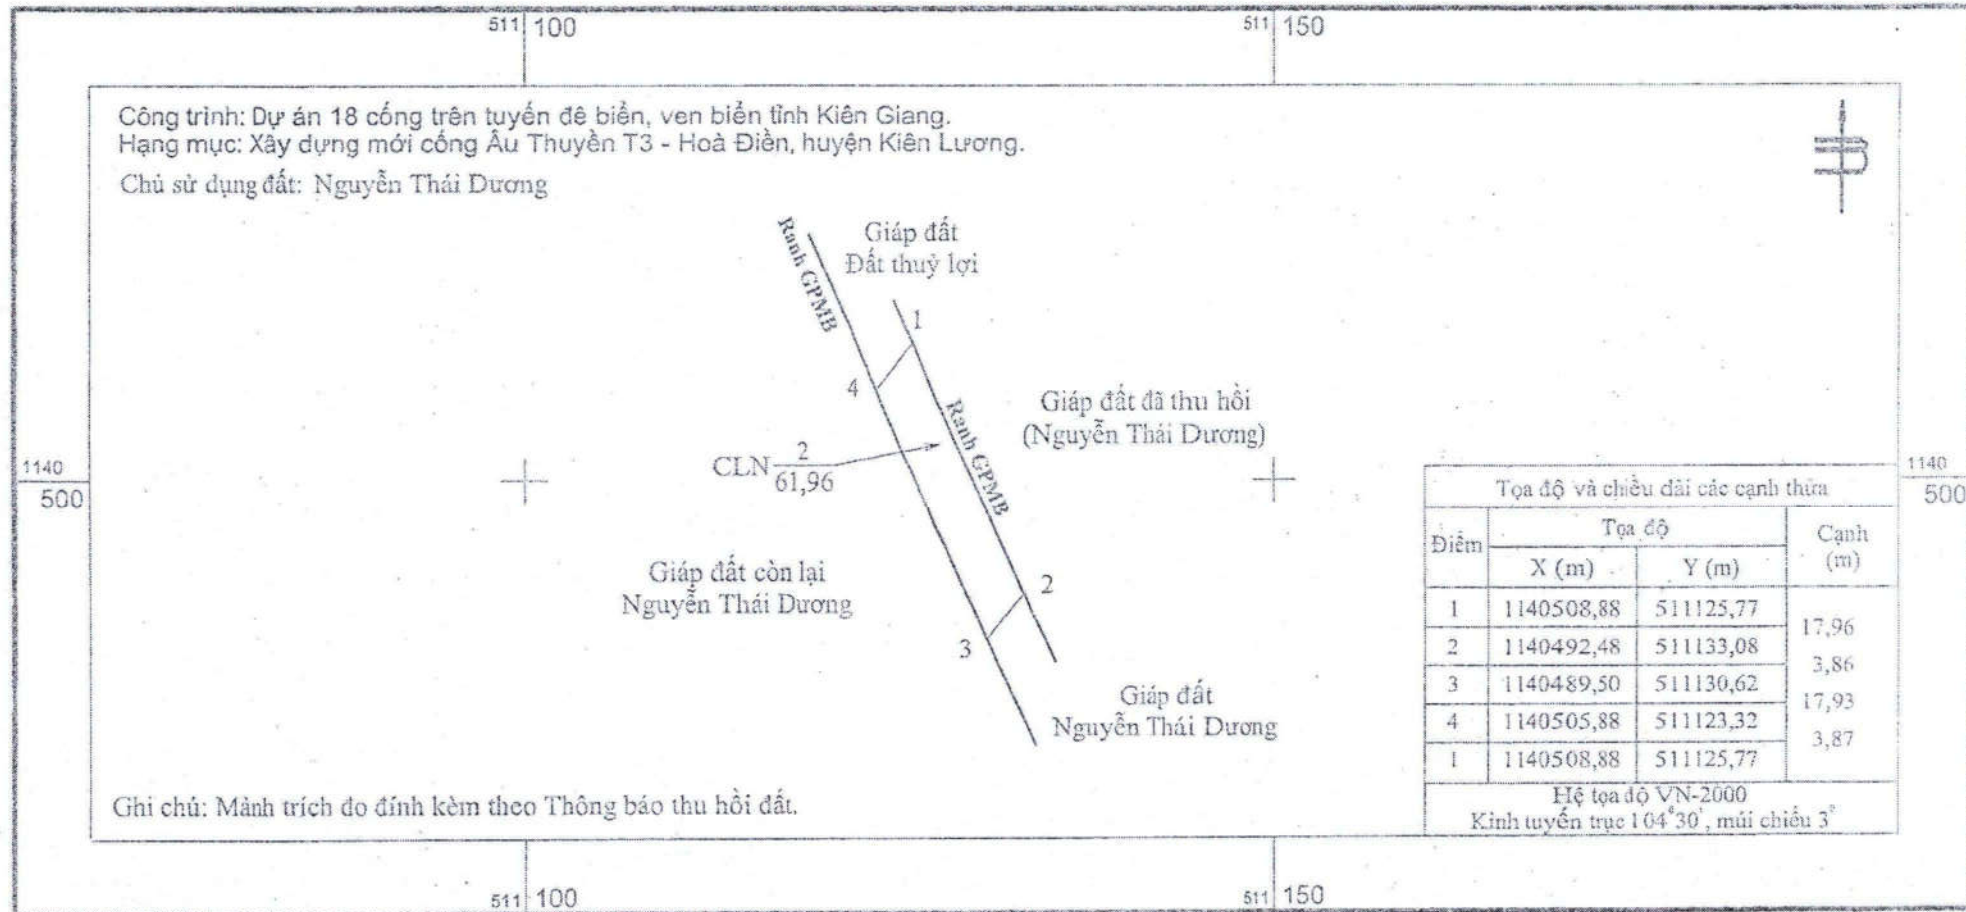 511 100
511 150
Công trình: Dự án 18 cống trên tuyến đê biển, ven biển tỉnh Kiên Giang.
Hạng mục: Xây dựng mới cống Âu Thuyền T3 - Hoà Điền, huyện Kiên Lương.
Chủ sử dụng đất: Nguyễn Thái Dương
B
Ranh GPMB
Giáp đất
Đất thuỷ lợi
1
4
Ranh GPMB
Giáp đất đã thu hồi
(Nguyễn Thái Dương)
CLN 2
61,96
1140
500
1140
500
Giáp đất còn lại
Nguyễn Thái Dương
2
3
Giáp đất
Nguyễn Thái Dương
Tọa độ và chiều dài các cạnh thửa
Điểm Tọa độ Cạnh
X (m) Y (m) (m)
1 1140508,88 511125,77
17,96
2 1140492,48 511133,08
3,86
3 1140489,50 511130,62
17,93
4 1140505,88 511123,32
3,87
1 1140508,88 511125,77
Hệ tọa độ VN-2000
Kinh tuyến trục 104°30', múi chiếu 3°
Ghi chú: Mảnh trích đo đính kèm theo Thông báo thu hồi đất.
511 100
511 150